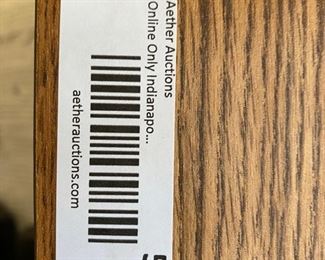 Aether Auctions
Online Only Indianapo...
aetherauctions.com